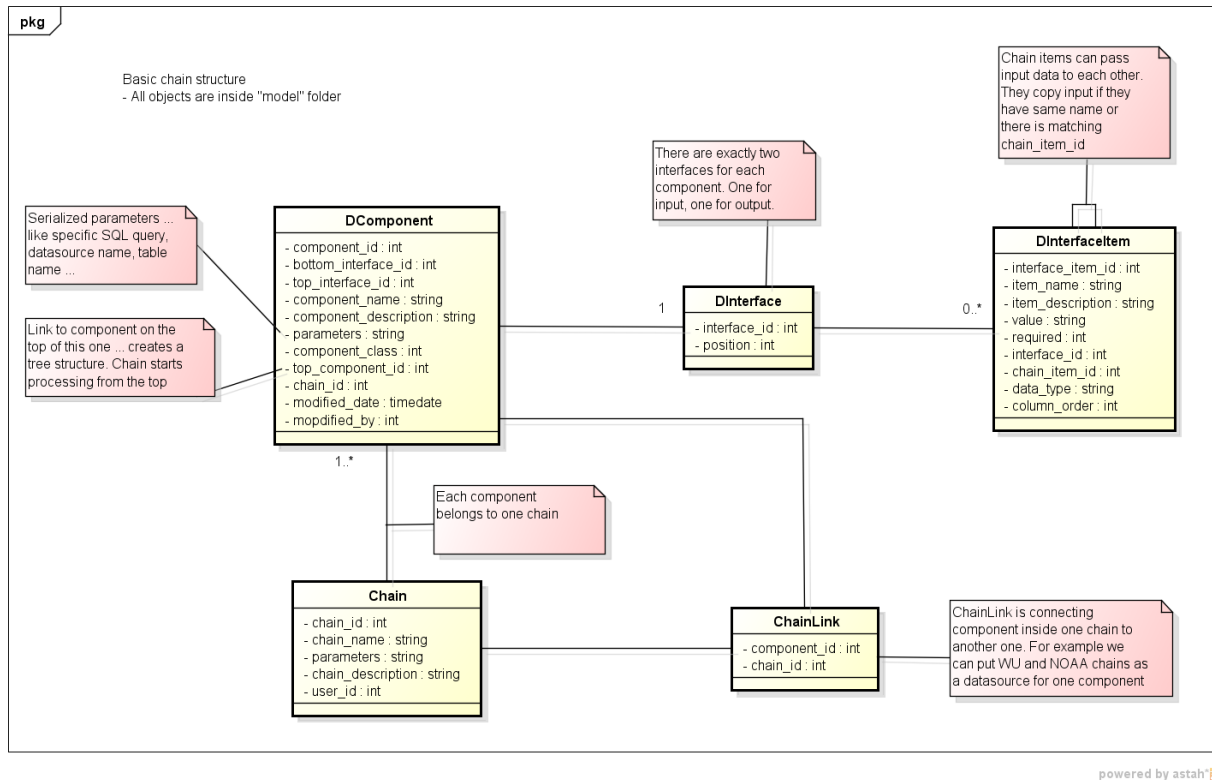 pkg
Basic chain structure
- All objects are inside "model" folder
Chain items can pass
input data to each other.
They copy input if they
have same name or
there is matching
chain_item_id
There are exactly two
interfaces for each
component. One for
input, one for output.
Serialized parameters ...
like specific SQL query,
datasource name, table
name ...
Link to component on the
top of this one ... creates a
tree structure. Chain starts
processing from the top
DComponent
- component_id : int
- bottom_interface_id : int
- top_interface_id : int
- component_name : string
- component_description : string
- parameters : string
- component_class : int
- top_component_id : int
- chain_id : int
- modified_date : timedate
- mopdified_by : int
1
DInterface
- interface_id : int
- position : int
0..*
DInterfaceItem
- interface_item_id : int
- item_name : string
- item_description : string
- value : string
- required : int
- interface_id : int
- chain_item_id : int
- data_type : string
- column_order : int
1..*
Each component
belongs to one chain
Chain
- chain_id : int
- chain_name : string
- parameters : string
- chain_description : string
- user_id : int
ChainLink
- component_id : int
- chain_id : int
ChainLink is connecting
component inside one chain to
another one. For example we
can put WU and NOAA chains as
a datasource for one component
powered by astah*